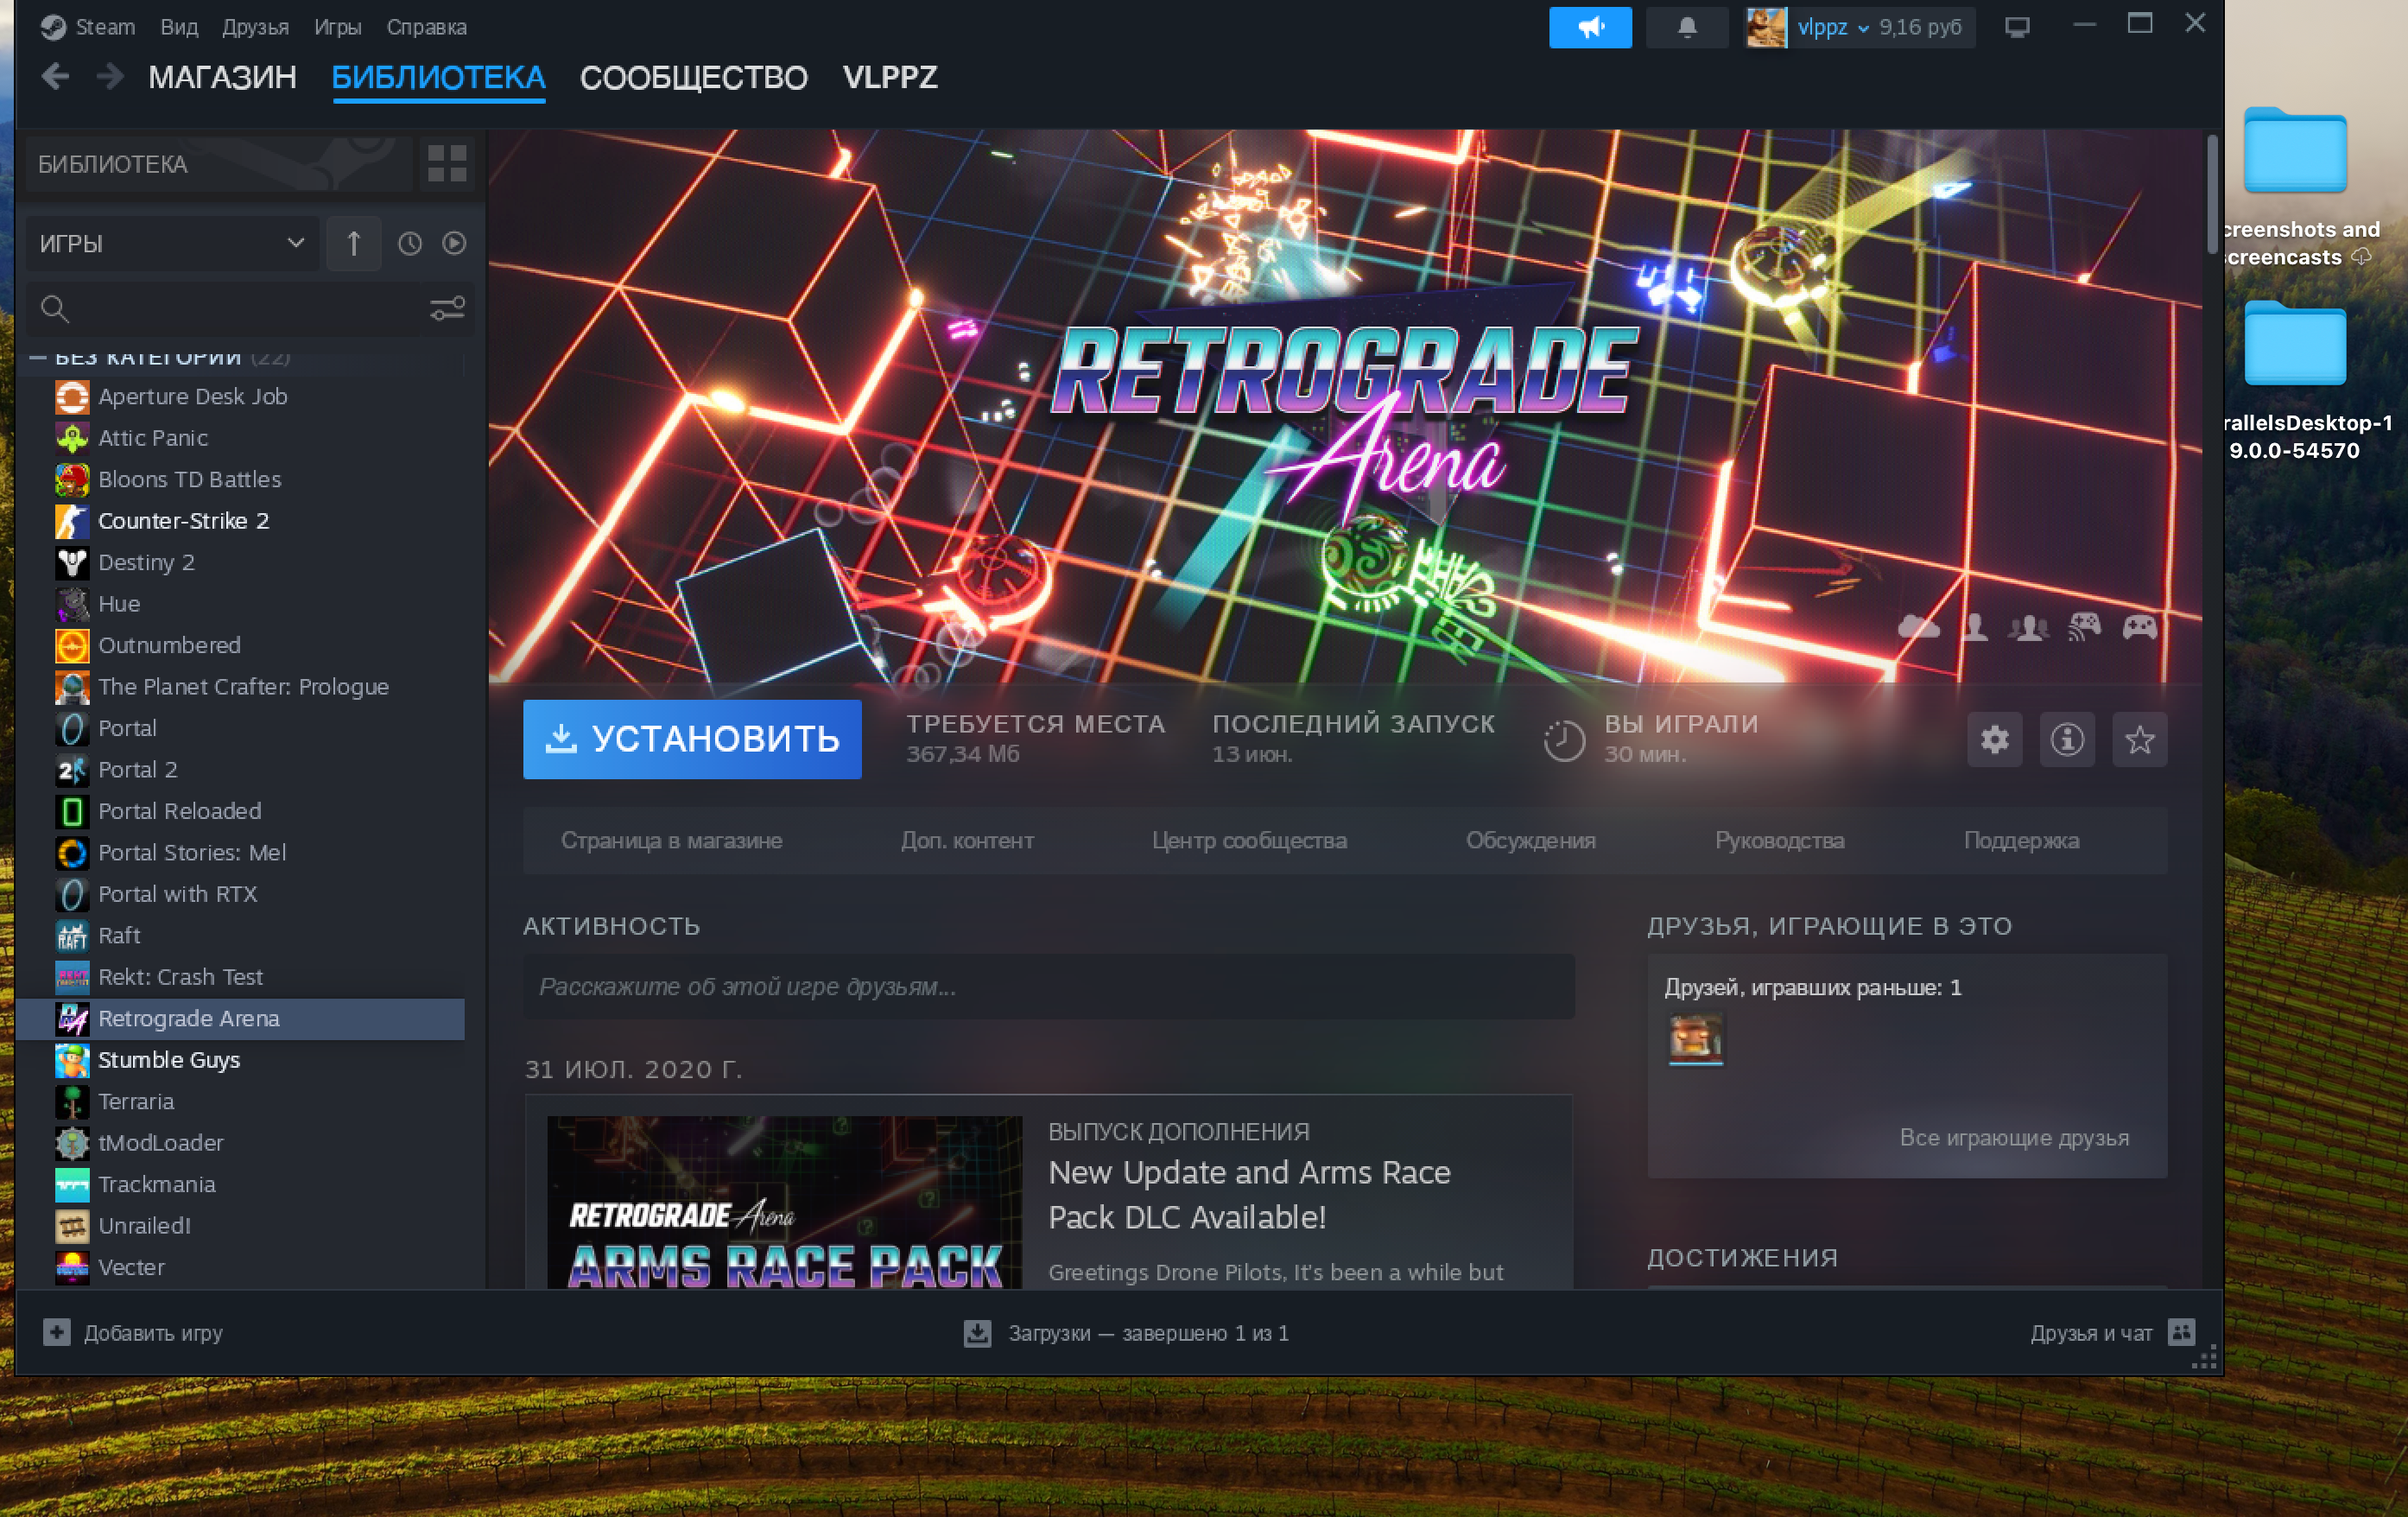 Steam Вид Друзья Игры Справка
vlppz 9,16 руб
МАГАЗИН БИБЛИОТЕКА СООБЩЕСТВО VLPPZ
БИБЛИОТЕКА
ИГРЫ
БЕЗ КАТЕГОРИИ (22)
Aperture Desk Job
Attic Panic
Bloons TD Battles
Counter-Strike 2
Destiny 2
Hue
Outnumbered
The Planet Crafter: Prologue
Portal
Portal 2
Portal Reloaded
Portal Stories: Mel
Portal with RTX
Raft
Rekt: Crash Test
Retrograde Arena
Stumble Guys
Terraria
tModLoader
Trackmania
Unrailed!
Vecter
RETROGRADE
Arena
УСТАНОВИТЬ
ТРЕБУЕТСЯ МЕСТА
367,34 Мб
ПОСЛЕДНИЙ ЗАПУСК
13 июн.
ВЫ ИГРАЛИ
30 мин.
Страница в магазине Доп. контент Центр сообщества Обсуждения Руководства Поддержка
АКТИВНОСТЬ
Расскажите об этой игре друзьям...
31 ИЮЛ. 2020 Г.
RETROGRADE Arena
ARMS RACE PACK
ВЫПУСК ДОПОЛНЕНИЯ
New Update and Arms Race
Pack DLC Available!
Greetings Drone Pilots, It's been a while but
ДРУЗЬЯ, ИГРАЮЩИЕ В ЭТО
Друзей, игравших раньше: 1
Все играющие друзья
ДОСТИЖЕНИЯ
Добавить игру
Загрузки — завершено 1 из 1
Друзья и чат
creenshots and
screencasts
rallelsDesktop-1
9.0.0-54570